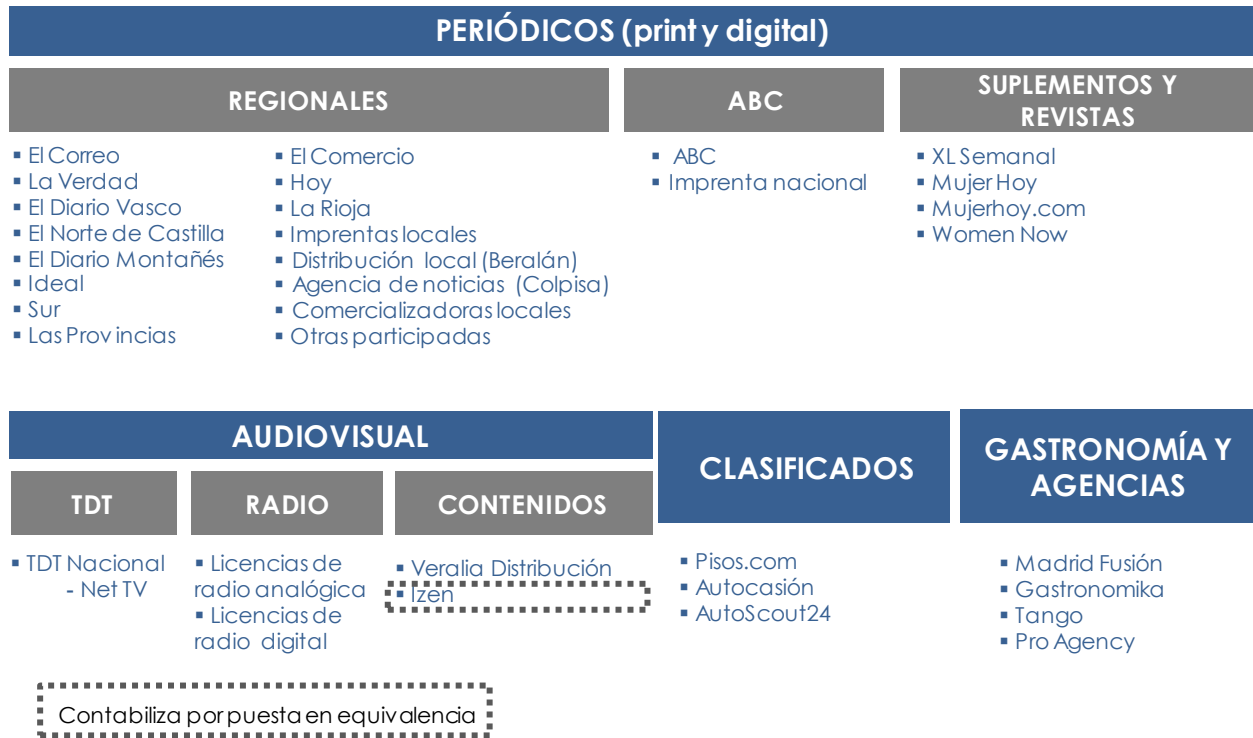 PERIÓDICOS (print y digital)
REGIONALES
▪ El Correo
▪ La Verdad
▪ El Diario Vasco
▪ El Norte de Castilla
▪ El Diario Montañés
▪ Ideal
▪ Sur
▪ Las Provincias
▪ El Comercio
▪ Hoy
▪ La Rioja
▪ Imprentas locales
▪ Distribución local (Beralán)
▪ Agencia de noticias (Colpisa)
▪ Comercializadoras locales
▪ Otras participadas
ABC
▪ ABC
▪ Imprenta nacional
SUPLEMENTOS Y
REVISTAS
▪ XL Semanal
▪ Mujer Hoy
▪ Mujerhoy.com
▪ Women Now
AUDIOVISUAL
TDT
▪ TDT Nacional
- Net TV
RADIO
▪ Licencias de
radio analógica
▪ Licencias de
radio digital
CONTENIDOS
▪ Veralia Distribución
▪ Izen
CLASIFICADOS
▪ Pisos.com
▪ Autocasión
▪ AutoScout24
GASTRONOMÍA Y
AGENCIAS
▪ Madrid Fusión
▪ Gastronomika
▪ Tango
▪ Pro Agency
Contabiliza por puesta en equivalencia